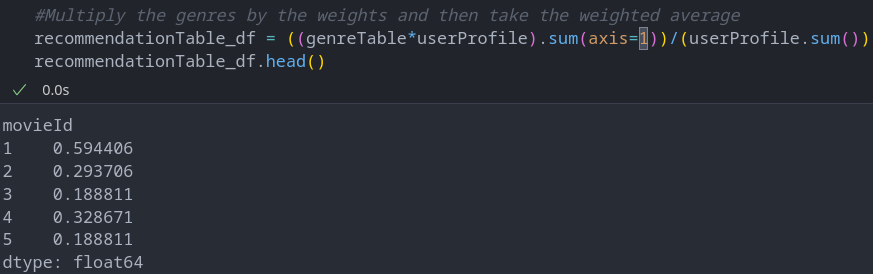 #Multiply the genres by the weights and then take the weighted average
recommendationTable_df = ((genreTable*userProfile).sum(axis=1))/(userProfile.sum())
recommendationTable_df.head()
✓ 0.0s
movieId
1    0.594406
2    0.293706
3    0.188811
4    0.328671
5    0.188811
dtype: float64